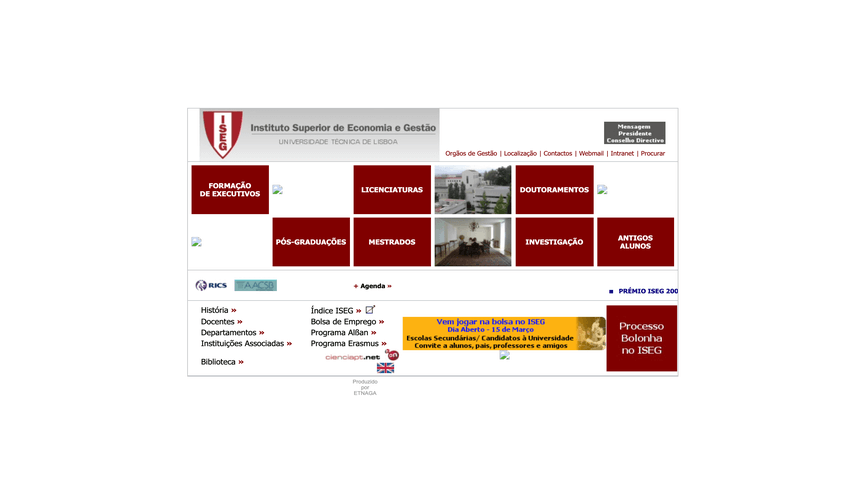 ISEG
Instituto Superior de Economia e Gestão
UNIVERSIDADE TÉCNICA DE LISBOA
Mensagem
Presidente
Conselho Directivo
Orgãos de Gestão | Localização | Contactos | Webmail | Intranet | Procurar
FORMAÇÃO
DE EXECUTIVOS
LICENCIATURAS
DOUTORAMENTOS
PÓS-GRADUAÇÕES
MESTRADOS
INVESTIGAÇÃO
ANTIGOS
ALUNOS
RICS
AACSB
Agenda »
PRÉMIO ISEG 200
História »
Docentes »
Departamentos »
Instituições Associadas »
Biblioteca »
Índice ISEG »
Bolsa de Emprego »
Programa Alßan »
Programa Erasmus »
cienciapt.net
on
Vem jogar na bolsa no ISEG
Dia Aberto - 15 de Março
Escolas Secundárias/ Candidatos à Universidade
Convite a alunos, pais, professores e amigos
Processo
Bolonha
no ISEG
Produzido
por
ETNAGA